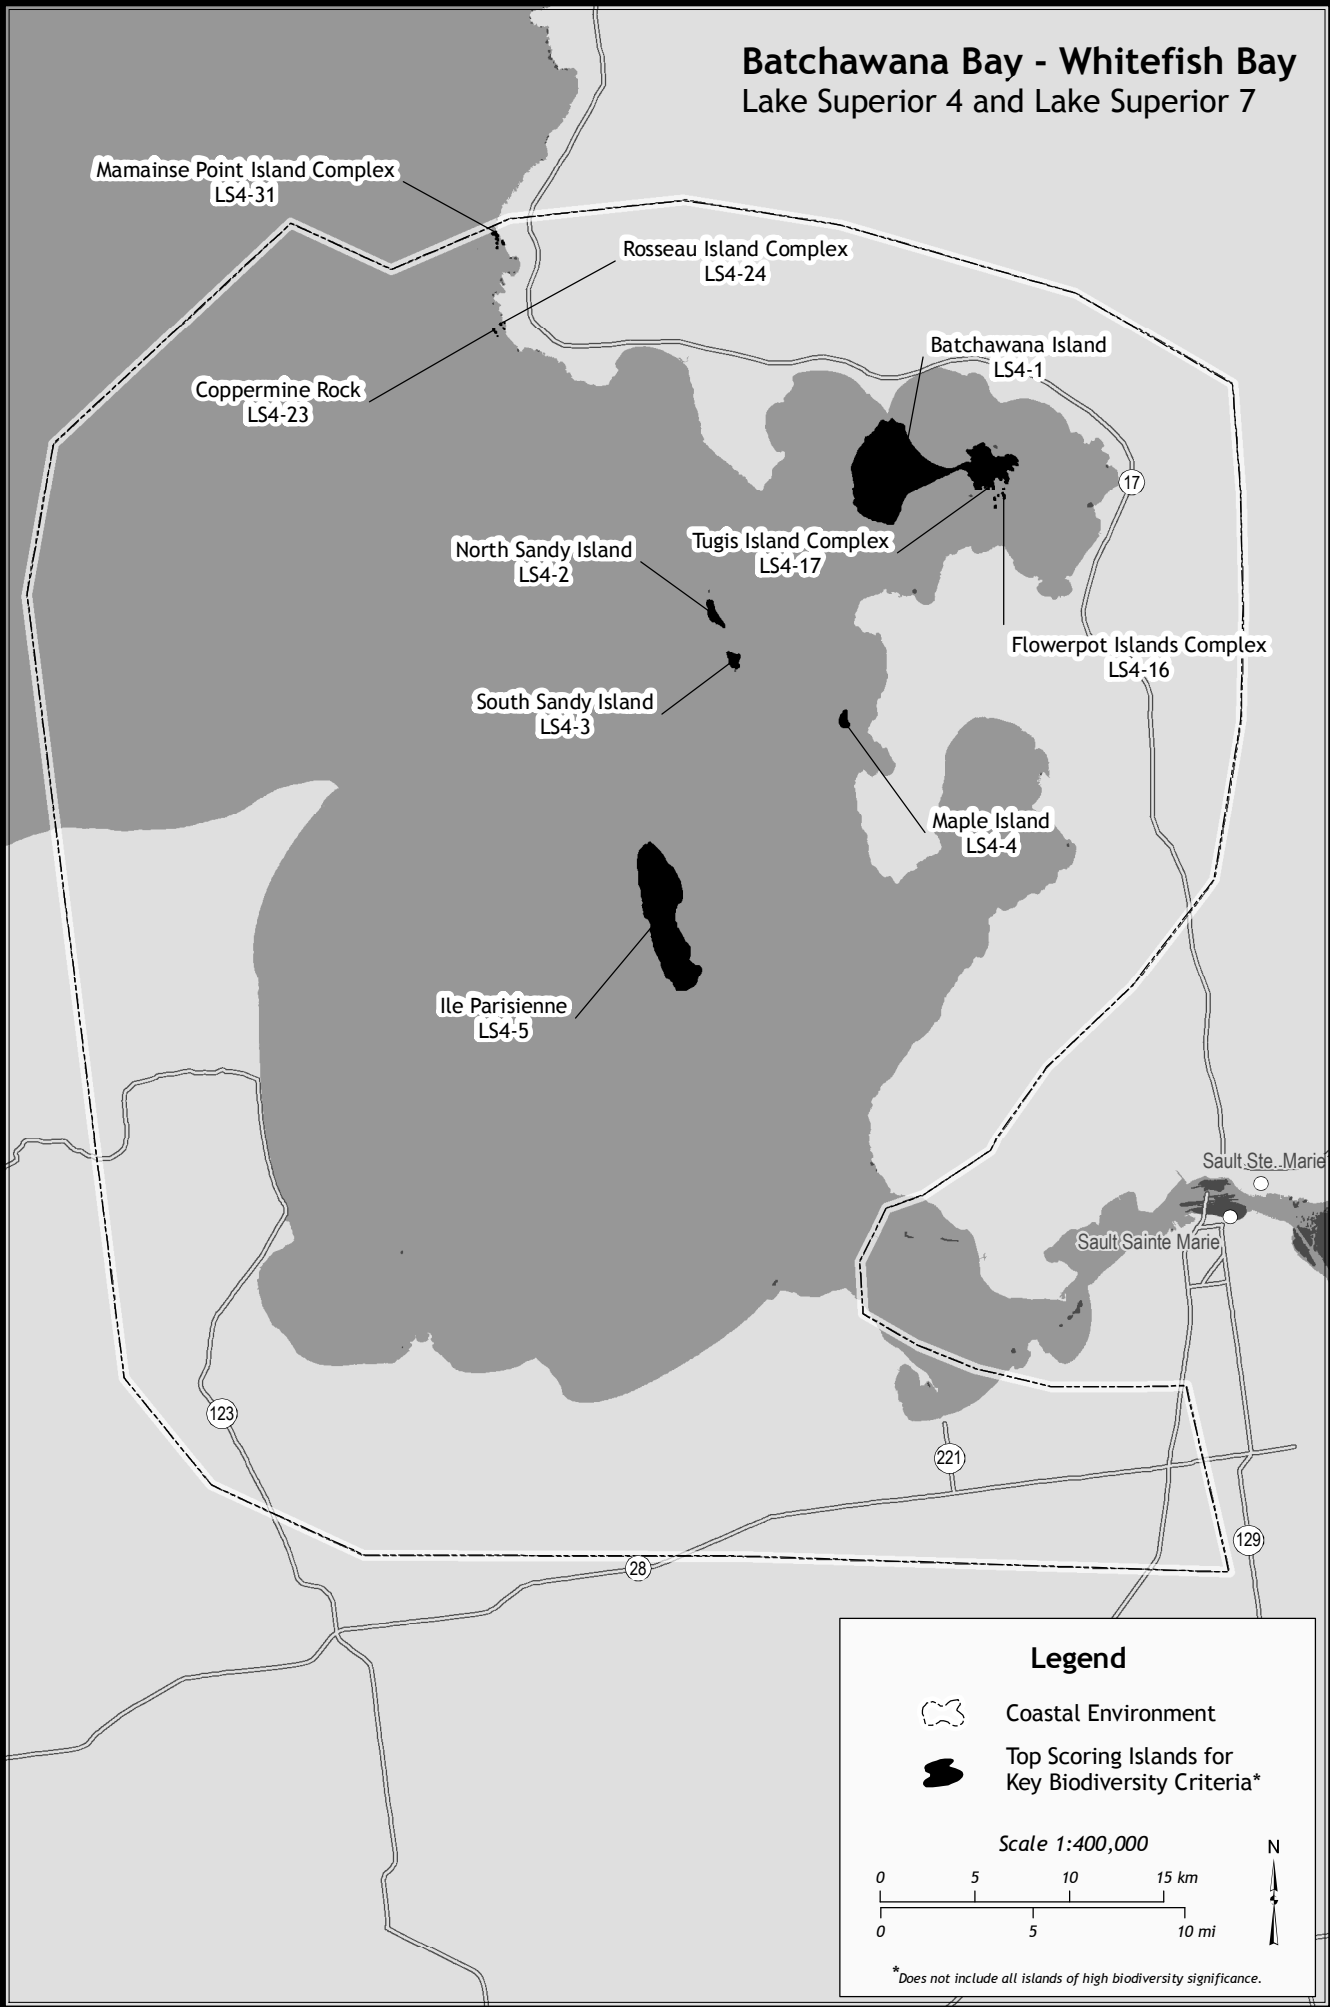 Batchawana Bay - Whitefish Bay
Lake Superior 4 and Lake Superior 7
Mamainse Point Island Complex
LS4-31
Rosseau Island Complex
LS4-24
Batchawana Island
LS4-1
Coppermine Rock
LS4-23
17
Tugis Island Complex
LS4-17
North Sandy Island
LS4-2
Flowerpot Islands Complex
LS4-16
South Sandy Island
LS4-3
Maple Island
LS4-4
Ile Parisienne
LS4-5
Sault Ste. Marie
Sault Sainte Marie
123
221
129
28
Legend
Coastal Environment
Top Scoring Islands for
Key Biodiversity Criteria*
Scale 1:400,000
N
0 5 10 15 km
0 5 10 mi
*Does not include all islands of high biodiversity significance.